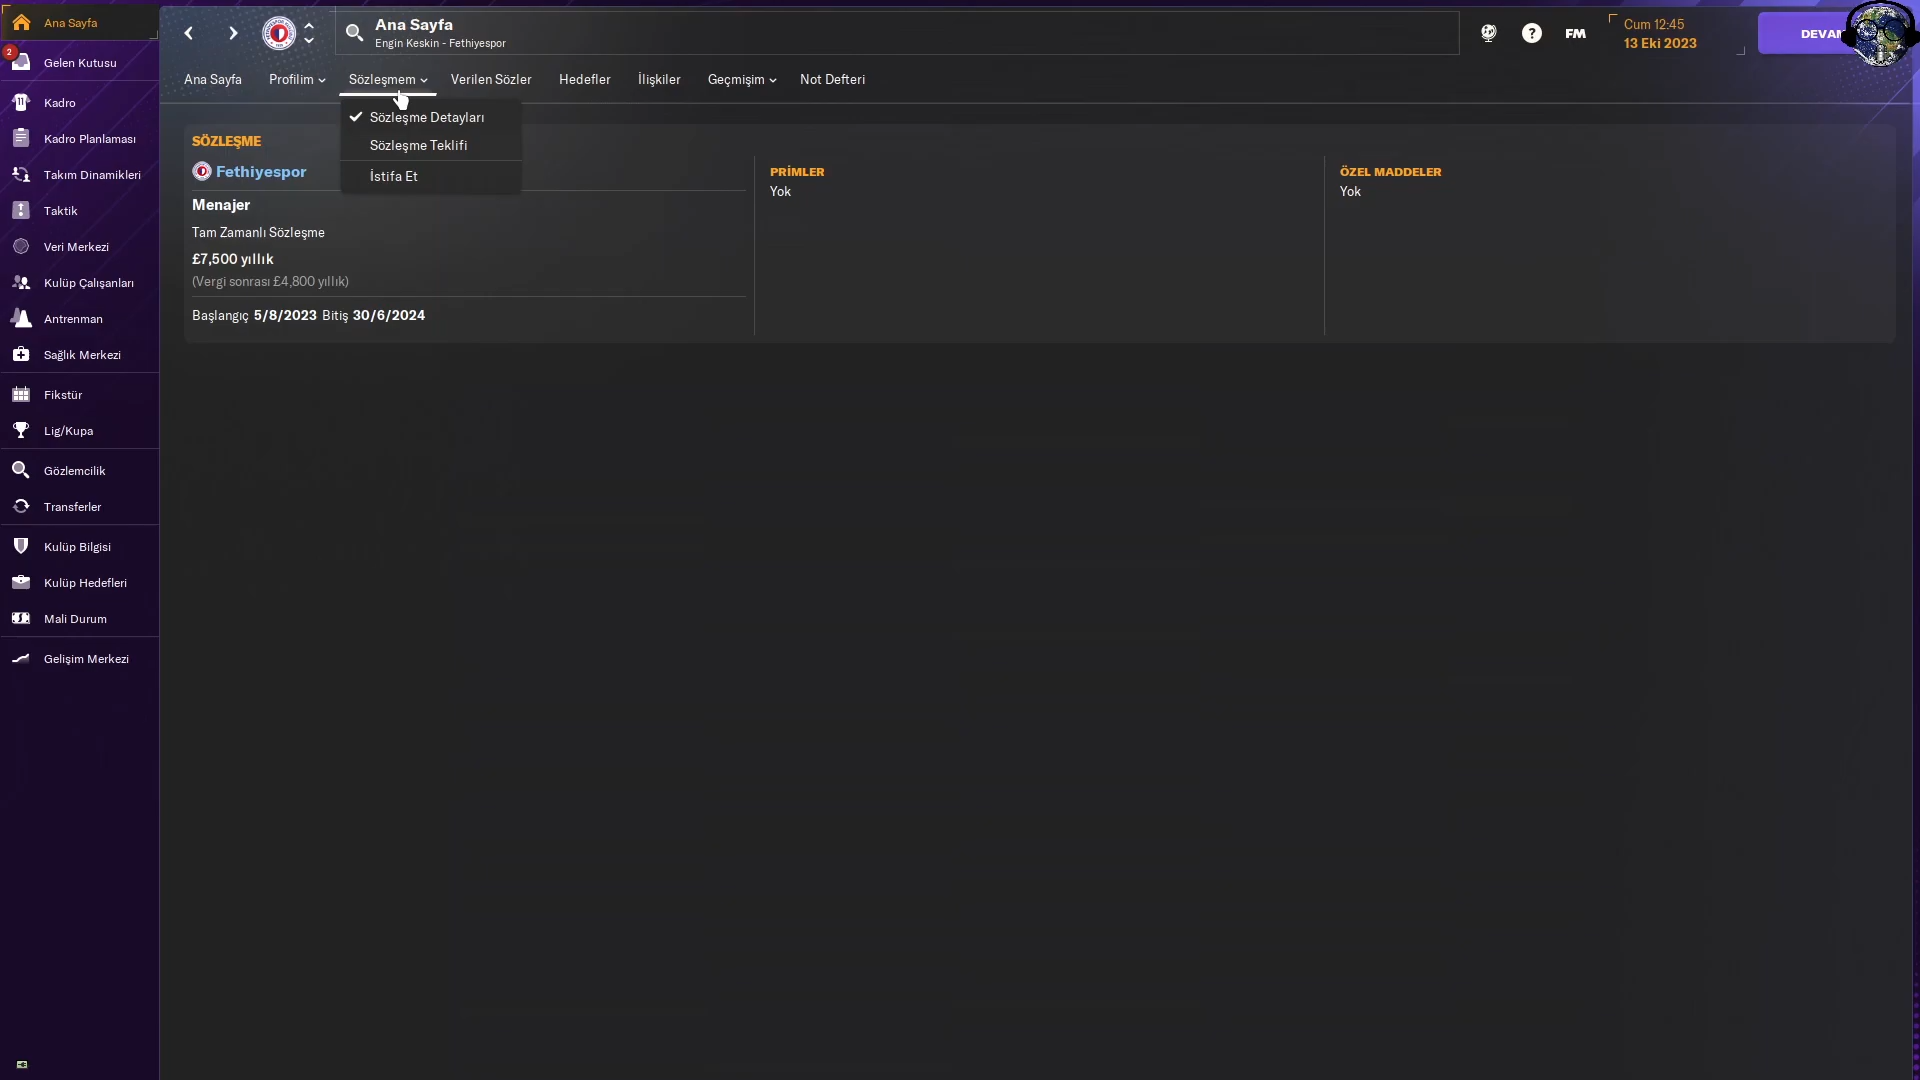 Ana Sayfa
2
Gelen Kutusu
Kadro
Kadro Planlaması
Takım Dinamikleri
Taktik
Veri Merkezi
Kulüp Çalışanları
Antrenman
Sağlık Merkezi
Fikstür
Lig/Kupa
Gözlemcilik
Transferler
Kulüp Bilgisi
Kulüp Hedefleri
Mali Durum
Gelişim Merkezi
Ana Sayfa
Engin Keskin - Fethiyespor
FM
Cum 12:45
13 Eki 2023
Ana Sayfa Profilim Sözleşmem Verilen Sözler Hedefler İlişkiler Geçmişim Not Defteri
Sözleşme Detayları
Sözleşme Teklifi
İstifa Et
SÖZLEŞME
Fethiyespor
Menajer
Tam Zamanlı Sözleşme
£7,500 yıllık
(Vergi sonrası £4,800 yıllık)
Başlangıç 5/8/2023 Bitiş 30/6/2024
PRİMLER
Yok
ÖZEL MADDELER
Yok